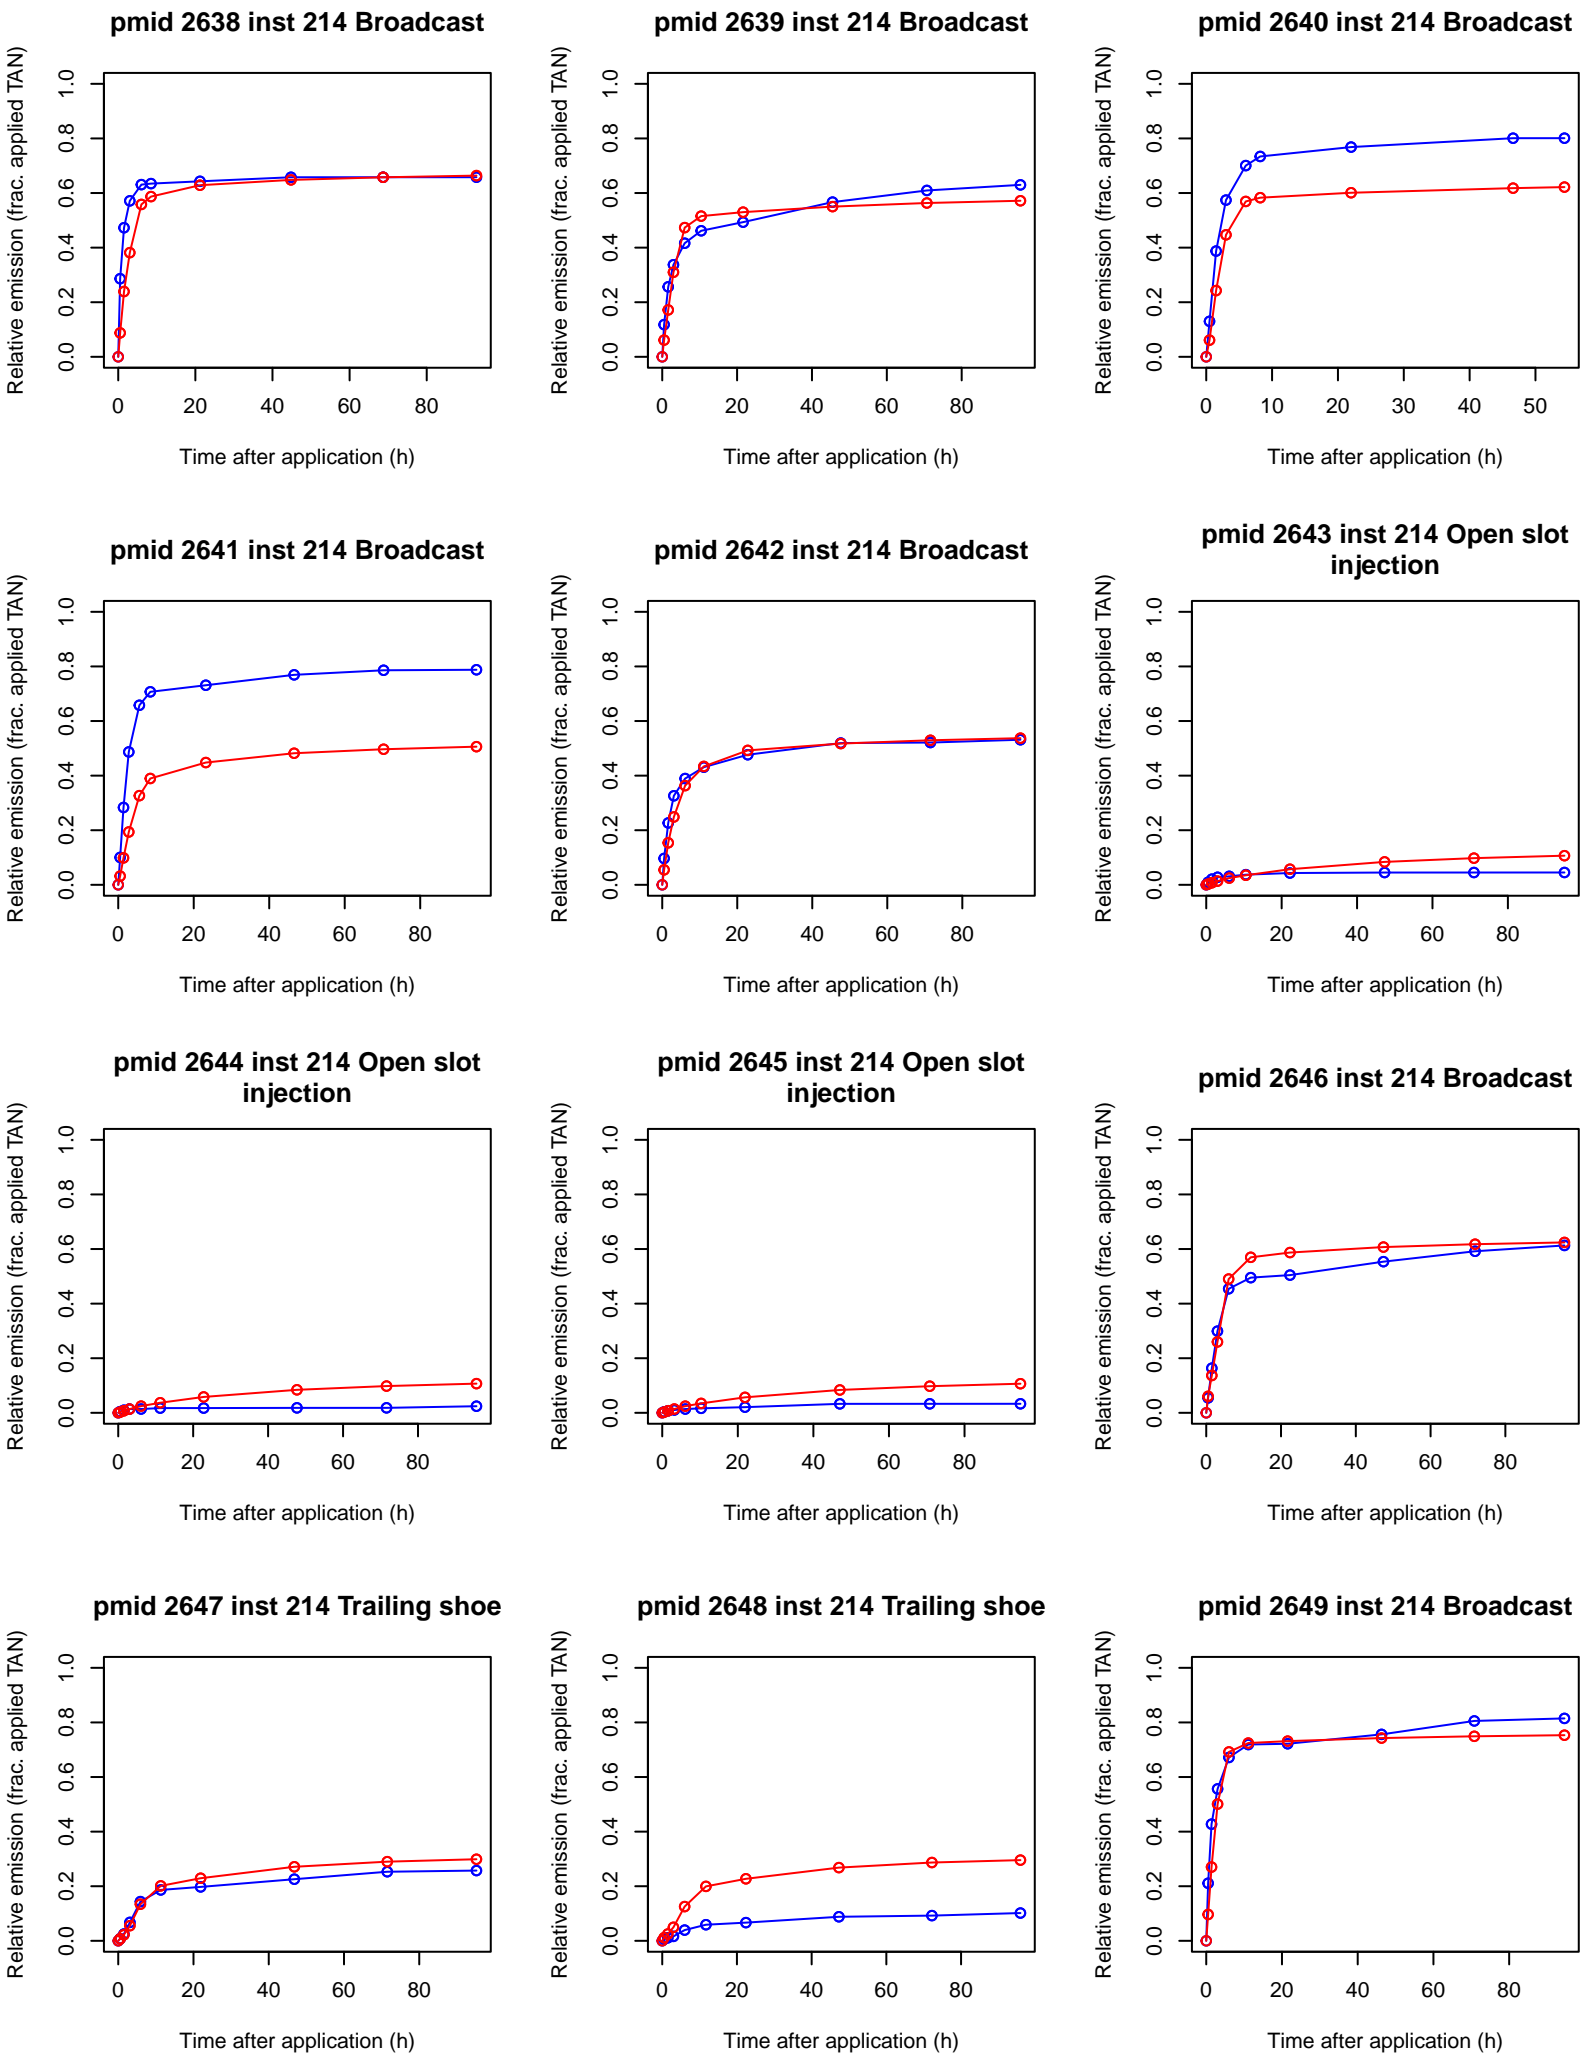 pmid 2638 inst 214 Broadcast
Relative emission (frac. applied TAN)
1.0
0.8
0.6
0.4
0.2
0.0
0 20 40 60 80
Time after application (h)
pmid 2639 inst 214 Broadcast
Relative emission (frac. applied TAN)
1.0
0.8
0.6
0.4
0.2
0.0
0 20 40 60 80
Time after application (h)
pmid 2640 inst 214 Broadcast
Relative emission (frac. applied TAN)
1.0
0.8
0.6
0.4
0.2
0.0
0 10 20 30 40 50
Time after application (h)
pmid 2641 inst 214 Broadcast
Relative emission (frac. applied TAN)
1.0
0.8
0.6
0.4
0.2
0.0
0 20 40 60 80
Time after application (h)
pmid 2642 inst 214 Broadcast
Relative emission (frac. applied TAN)
1.0
0.8
0.6
0.4
0.2
0.0
0 20 40 60 80
Time after application (h)
pmid 2643 inst 214 Open slot
injection
Relative emission (frac. applied TAN)
1.0
0.8
0.6
0.4
0.2
0.0
0 20 40 60 80
Time after application (h)
pmid 2644 inst 214 Open slot
injection
Relative emission (frac. applied TAN)
1.0
0.8
0.6
0.4
0.2
0.0
0 20 40 60 80
Time after application (h)
pmid 2645 inst 214 Open slot
injection
Relative emission (frac. applied TAN)
1.0
0.8
0.6
0.4
0.2
0.0
0 20 40 60 80
Time after application (h)
pmid 2646 inst 214 Broadcast
Relative emission (frac. applied TAN)
1.0
0.8
0.6
0.4
0.2
0.0
0 20 40 60 80
Time after application (h)
pmid 2647 inst 214 Trailing shoe
Relative emission (frac. applied TAN)
1.0
0.8
0.6
0.4
0.2
0.0
0 20 40 60 80
Time after application (h)
pmid 2648 inst 214 Trailing shoe
Relative emission (frac. applied TAN)
1.0
0.8
0.6
0.4
0.2
0.0
0 20 40 60 80
Time after application (h)
pmid 2649 inst 214 Broadcast
Relative emission (frac. applied TAN)
1.0
0.8
0.6
0.4
0.2
0.0
0 20 40 60 80
Time after application (h)